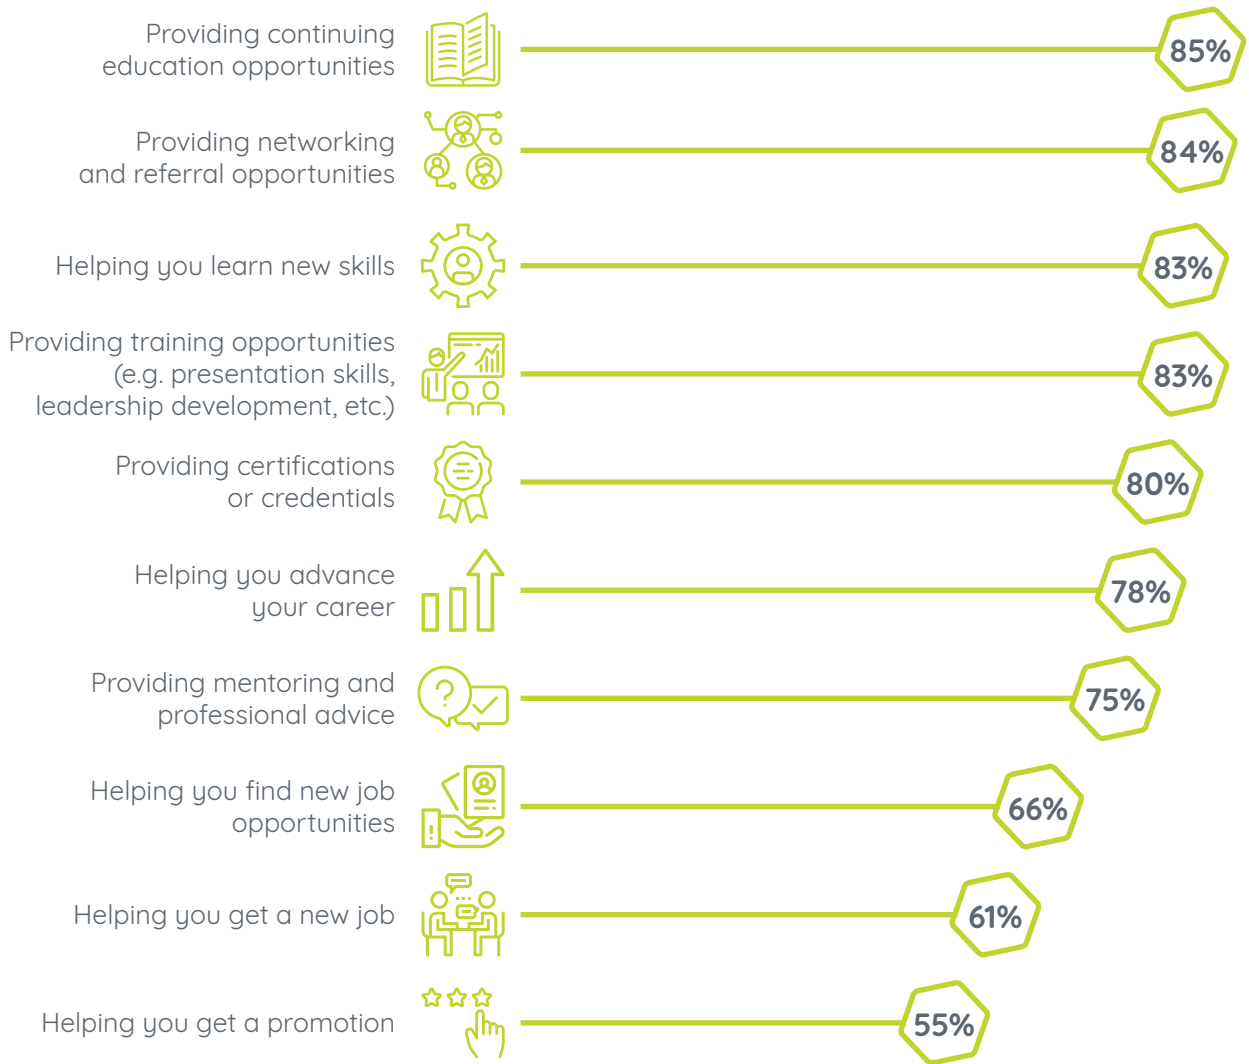 Providing continuing
education opportunities
85%
Providing networking
and referral opportunities
84%
Helping you learn new skills
83%
Providing training opportunities
(e.g. presentation skills,
leadership development, etc.)
83%
Providing certifications
or credentials
80%
Helping you advance
your career
78%
Providing mentoring and
professional advice
?
75%
Helping you find new job
opportunities
66%
Helping you get a new job
61%
Helping you get a promotion
55%